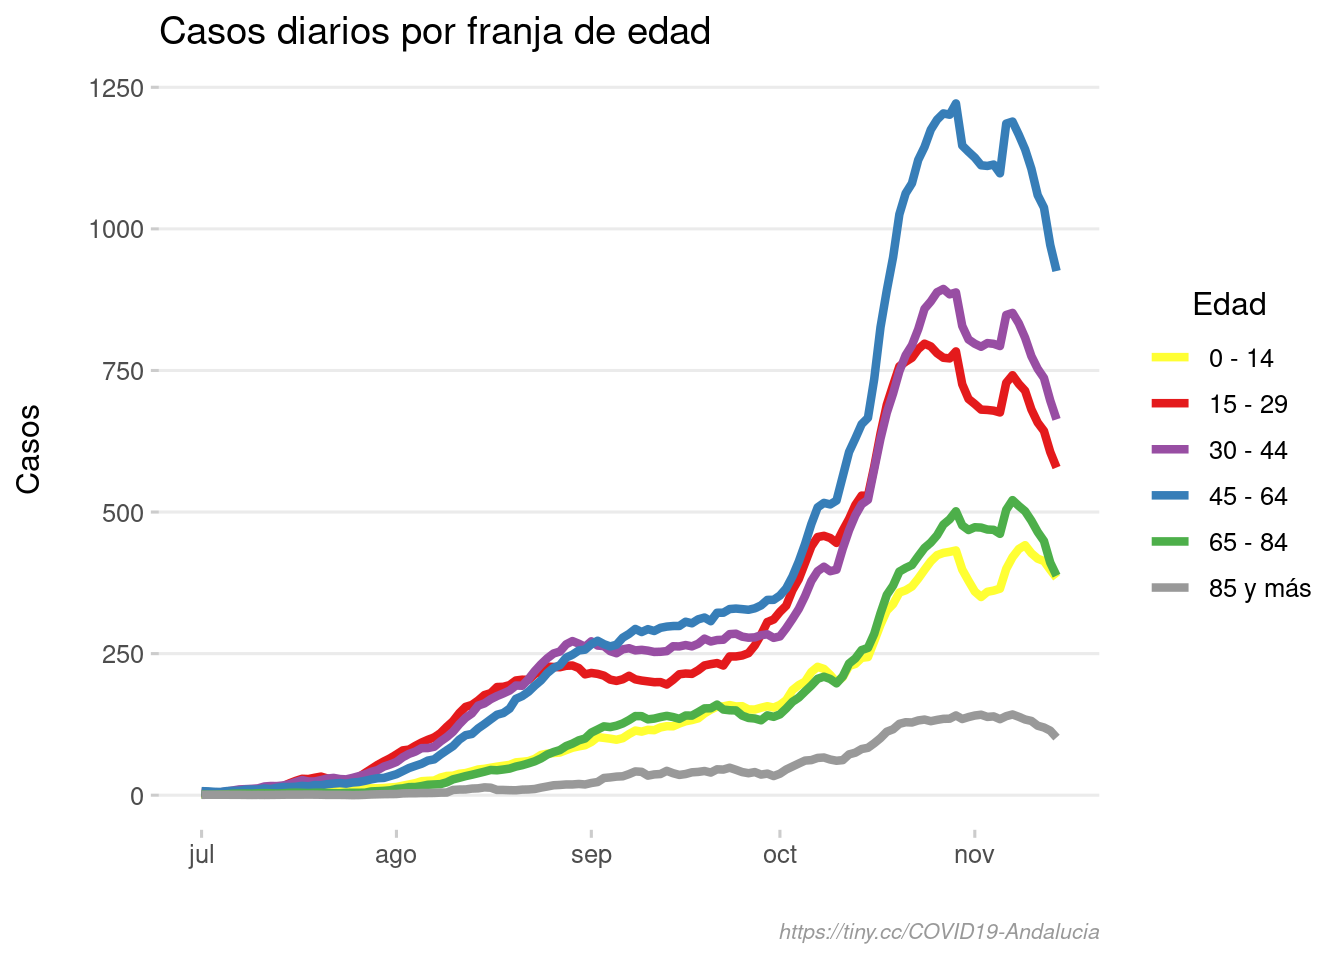 Casos diarios por franja de edad
1250
1000
750
500
250
0
Casos
jul
ago
sep
oct
nov
Edad
0 - 14
15 - 29
30 - 44
45 - 64
65 - 84
85 y más
https://tiny.cc/COVID19-Andalucia